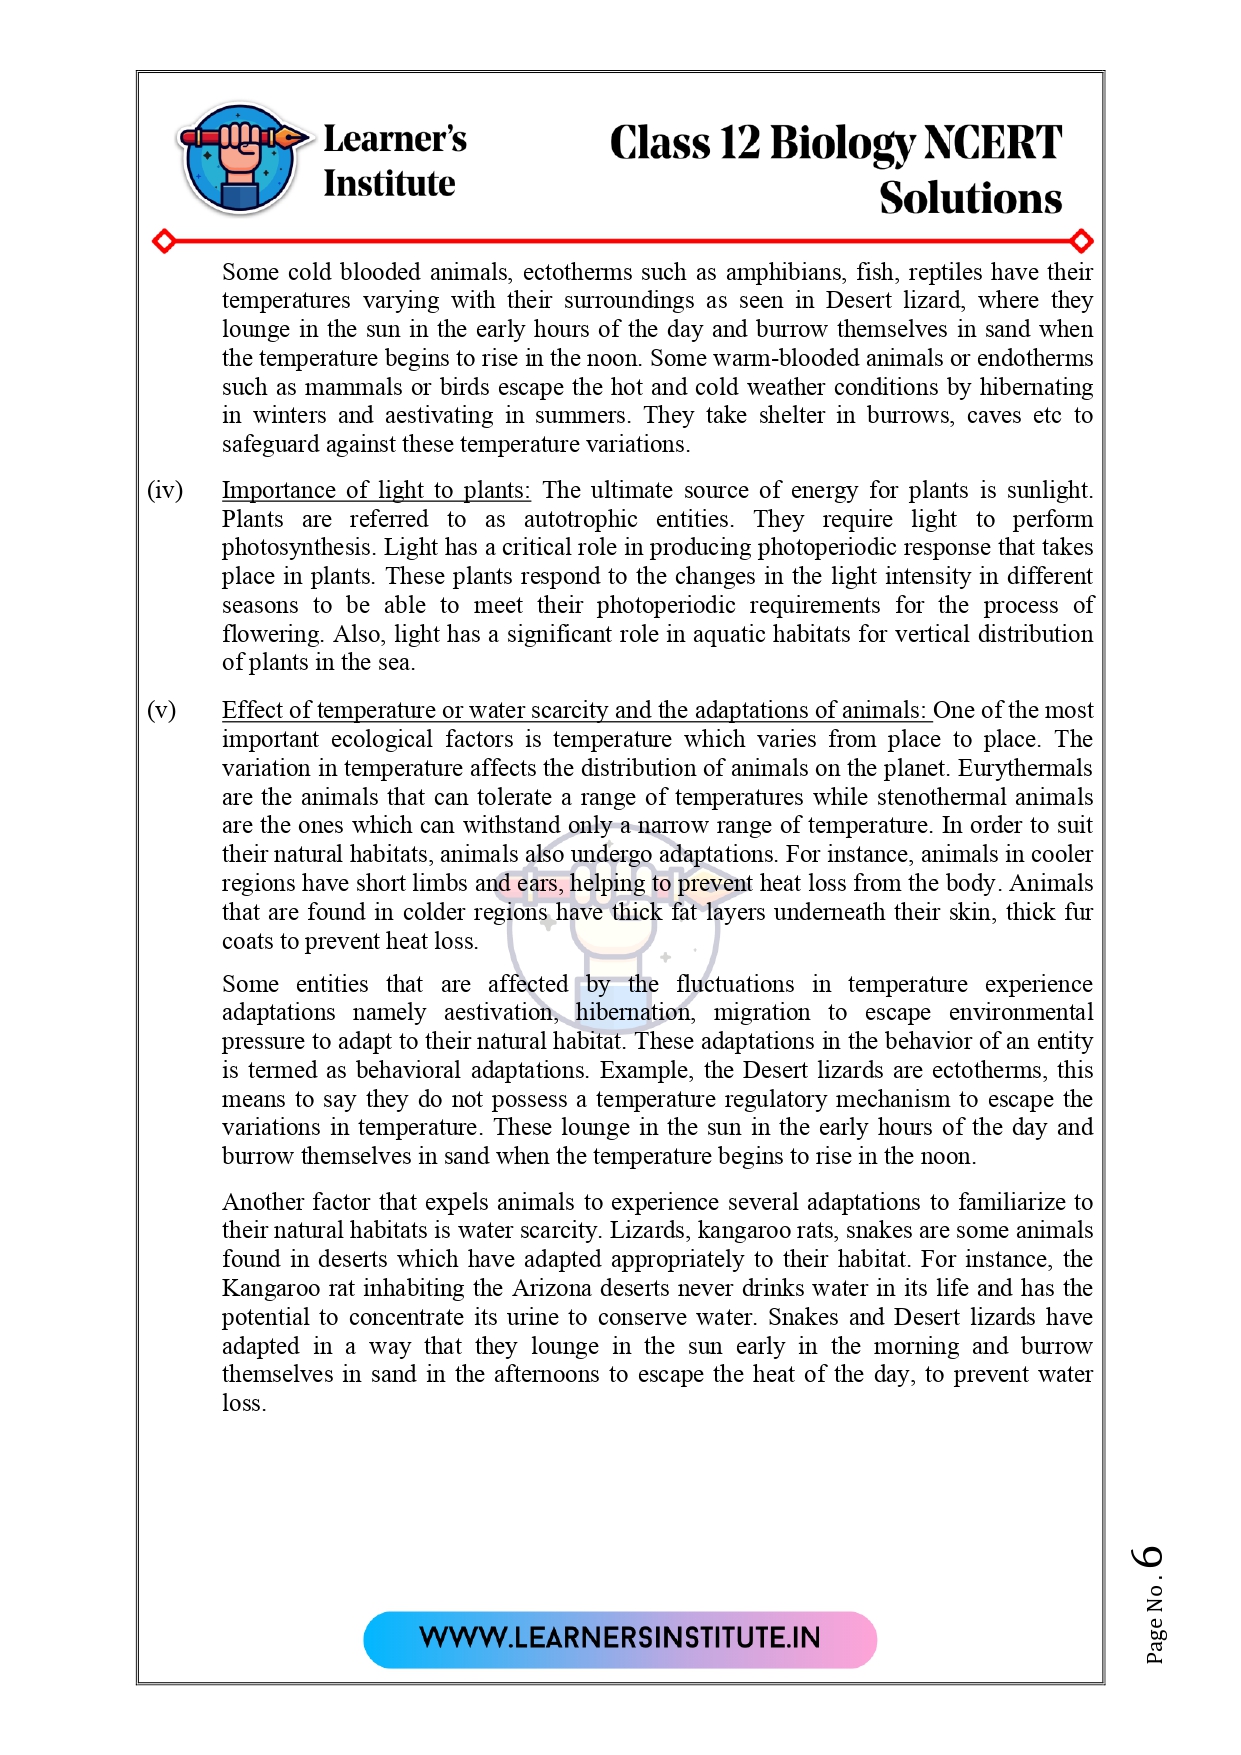 Learner's
Institute
Class 12 Biology NCERT
Solutions
Some cold blooded animals, ectotherms such as amphibians, fish, reptiles have their
temperatures varying with their surroundings as seen in Desert lizard, where they
lounge in the sun in the early hours of the day and burrow themselves in sand when
the temperature begins to rise in the noon. Some warm-blooded animals or endotherms
such as mammals or birds escape the hot and cold weather conditions by hibernating
in winters and aestivating in summers. They take shelter in burrows, caves etc to
safeguard against these temperature variations.
(iv) Importance of light to plants: The ultimate source of energy for plants is sunlight.
Plants are referred to as autotrophic entities. They require light to perform
photosynthesis. Light has a critical role in producing photoperiodic response that takes
place in plants. These plants respond to the changes in the light intensity in different
seasons to be able to meet their photoperiodic requirements for the process of
flowering. Also, light has a significant role in aquatic habitats for vertical distribution
of plants in the sea.
(v) Effect of temperature or water scarcity and the adaptations of animals: One of the most
important ecological factors is temperature which varies from place to place. The
variation in temperature affects the distribution of animals on the planet. Eurythermals
are the animals that can tolerate a range of temperatures while stenothermal animals
are the ones which can withstand only a narrow range of temperature. In order to suit
their natural habitats, animals also undergo adaptations. For instance, animals in cooler
regions have short limbs and ears, helping to prevent heat loss from the body. Animals
that are found in colder regions have thick fat layers underneath their skin, thick fur
coats to prevent heat loss.
Some entities that are affected by the fluctuations in temperature experience
adaptations namely aestivation, hibernation, migration to escape environmental
pressure to adapt to their natural habitat. These adaptations in the behavior of an entity
is termed as behavioral adaptations. Example, the Desert lizards are ectotherms, this
means to say they do not possess a temperature regulatory mechanism to escape the
variations in temperature. These lounge in the sun in the early hours of the day and
burrow themselves in sand when the temperature begins to rise in the noon.
Another factor that expels animals to experience several adaptations to familiarize to
their natural habitats is water scarcity. Lizards, kangaroo rats, snakes are some animals
found in deserts which have adapted appropriately to their habitat. For instance, the
Kangaroo rat inhabiting the Arizona deserts never drinks water in its life and has the
potential to concentrate its urine to conserve water. Snakes and Desert lizards have
adapted in a way that they lounge in the sun early in the morning and burrow
themselves in sand in the afternoons to escape the heat of the day, to prevent water
loss.
Page No. 6
WWW.LEARNERSINSTITUTE.IN